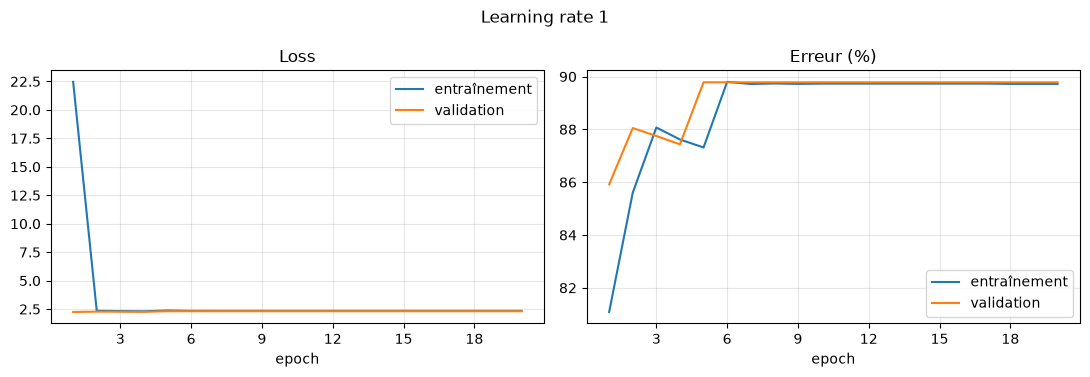 Learning rate 1
Loss
22.5
20.0
17.5
15.0
12.5
10.0
7.5
5.0
2.5
3 6 9 12 15 18
epoch
entraînement
validation
Erreur (%)
90
88
86
84
82
3 6 9 12 15 18
epoch
entraînement
validation